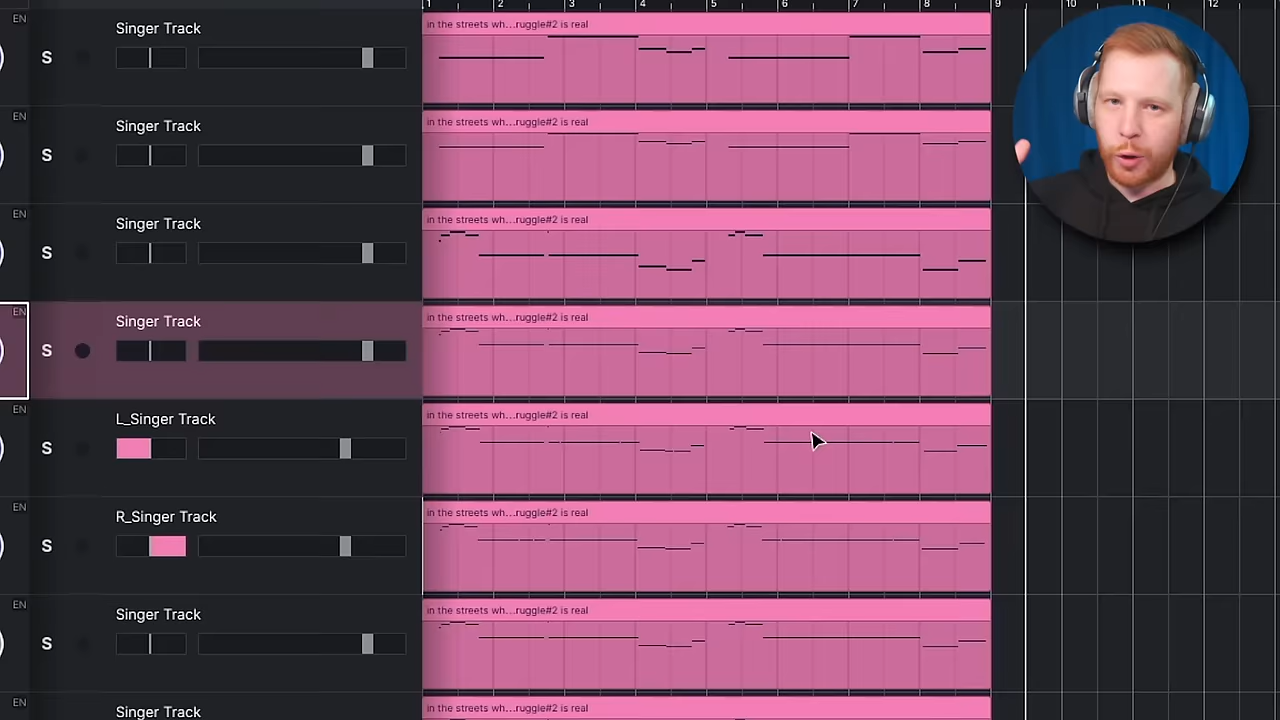 1 2 3 4 5 6 7 8 9 10 11 12
EN
Singer Track
S
in the streets wh...ruggle#2 is real
EN
Singer Track
S
in the streets wh...ruggle#2 is real
EN
Singer Track
S
in the streets wh...ruggle#2 is real
EN
Singer Track
S
in the streets wh...ruggle#2 is real
EN
L_Singer Track
S
in the streets wh...ruggle#2 is real
EN
R_Singer Track
S
in the streets wh...ruggle#2 is real
EN
Singer Track
S
in the streets wh...ruggle#2 is real
EN
Singer Track
in the streets wh...ruggle#2 is real